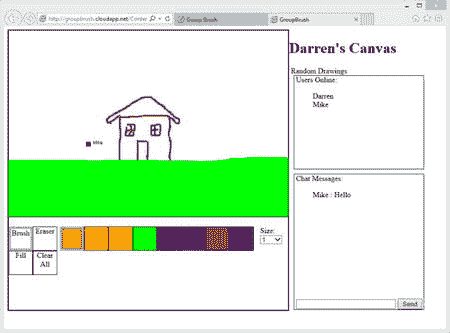 http://groupbrush.cloudapp.net/Center
Group Brush
GroupBrush
Darren's Canvas
Random Drawings
Users Online:
Darren
Mike
Mike
Chat Messages:
Mike : Hello
Brush
Eraser
Size:
1
Fill
Clear
All
Send